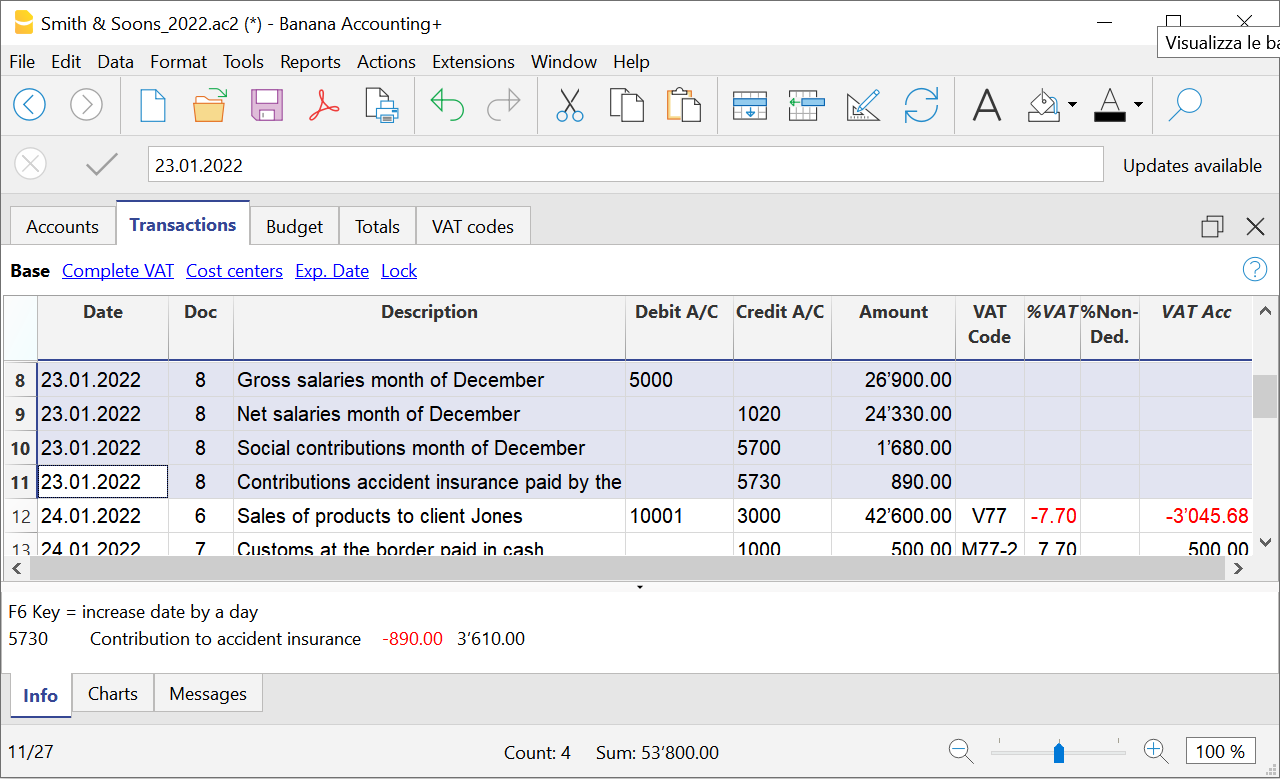 Smith & Soons_2022.ac2 (*) - Banana Accounting+
Visualizza le ba
File Edit Data Format Tools Reports Actions Extensions Window Help
23.01.2022 Updates available
Accounts Transactions Budget Totals VAT codes
Base Complete VAT Cost centers Exp. Date Lock
Date Doc Description Debit A/C Credit A/C Amount VAT Code %VAT %Non-Ded. VAT Acc
8 23.01.2022 8 Gross salaries month of December 5000 26’900.00
9 23.01.2022 8 Net salaries month of December 1020 24’330.00
10 23.01.2022 8 Social contributions month of December 5700 1’680.00
11 23.01.2022 8 Contributions accident insurance paid by the 5730 890.00
12 24.01.2022 6 Sales of products to client Jones 10001 3000 42’600.00 V77 -7.70 -3’045.68
13 24.01.2022 7 Customs at the border paid in cash 1000 500.00 M77-2 7.70 500.00
F6 Key = increase date by a day
5730 Contribution to accident insurance -890.00 3’610.00
Info Charts Messages
11/27 Count: 4 Sum: 53’800.00 100 %